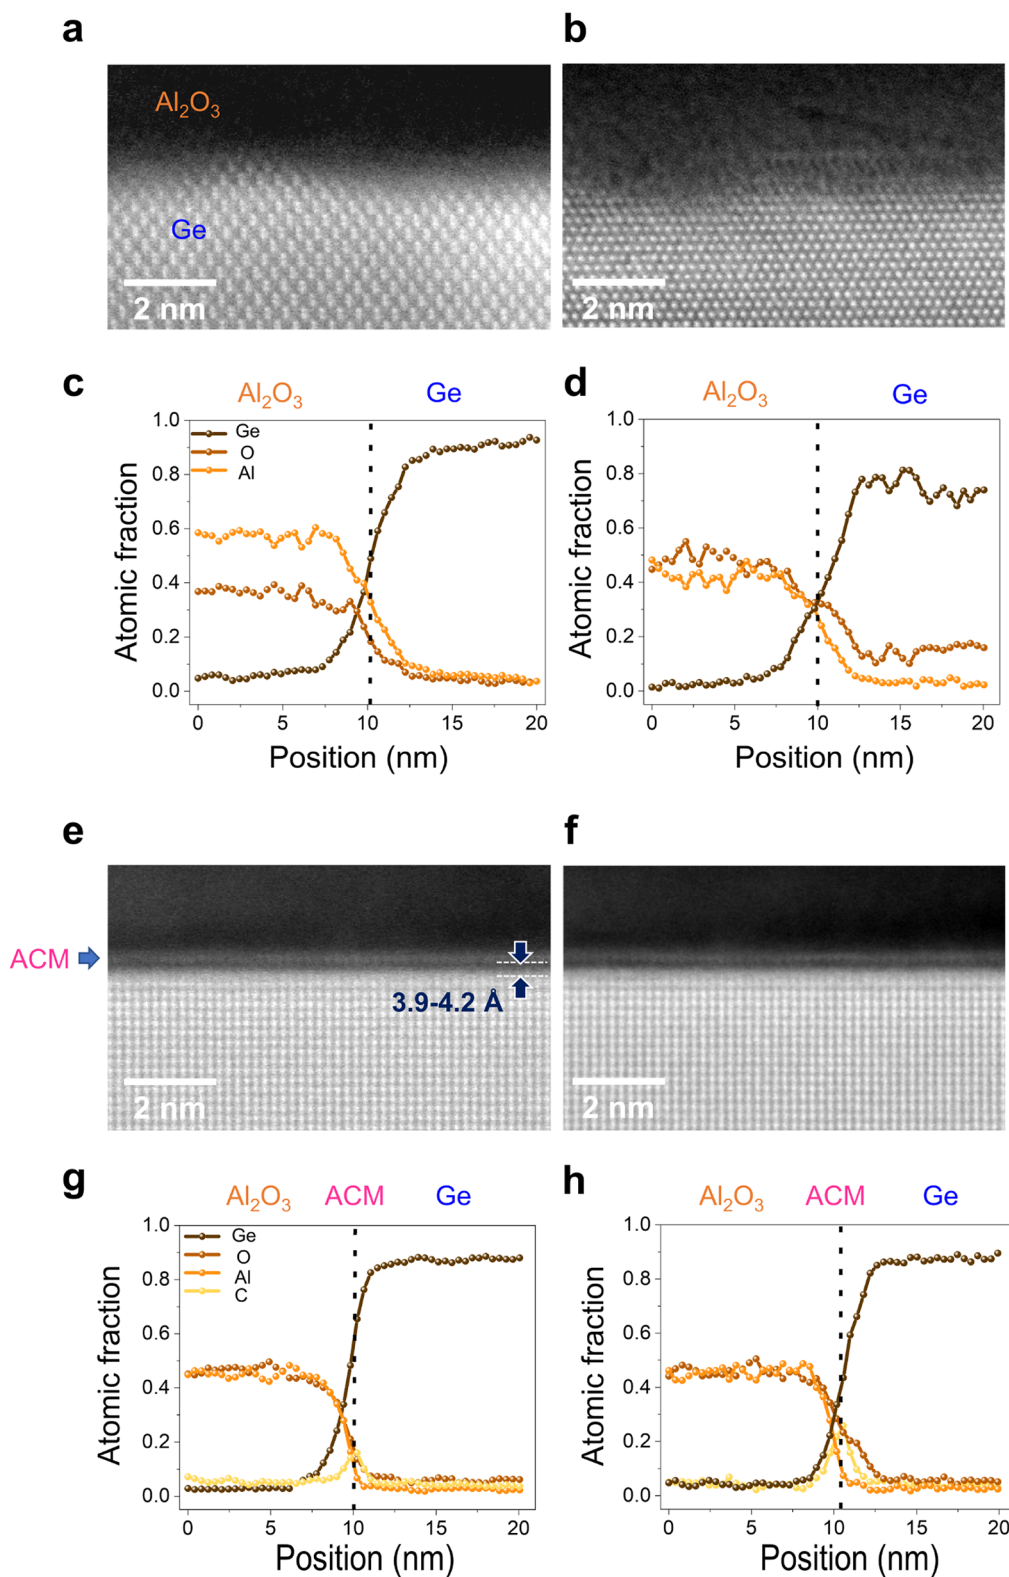 a
b
Al₂O₃
Ge
2 nm
2 nm
c
Al₂O₃
Ge
d
Al₂O₃
Ge
Atomic fraction
1.0
0.8
0.6
0.4
0.2
0.0
Ge
O
Al
0
5
10
15
20
Position (nm)
Atomic fraction
1.0
0.8
0.6
0.4
0.2
0.0
0
5
10
15
20
Position (nm)
e
f
ACM
3.9-4.2 Å
2 nm
2 nm
g
Al₂O₃
ACM
Ge
h
Al₂O₃
ACM
Ge
Atomic fraction
1.0
0.8
0.6
0.4
0.2
0.0
Ge
O
Al
C
0
5
10
15
20
Position (nm)
Atomic fraction
1.0
0.8
0.6
0.4
0.2
0.0
0
5
10
15
20
Position (nm)